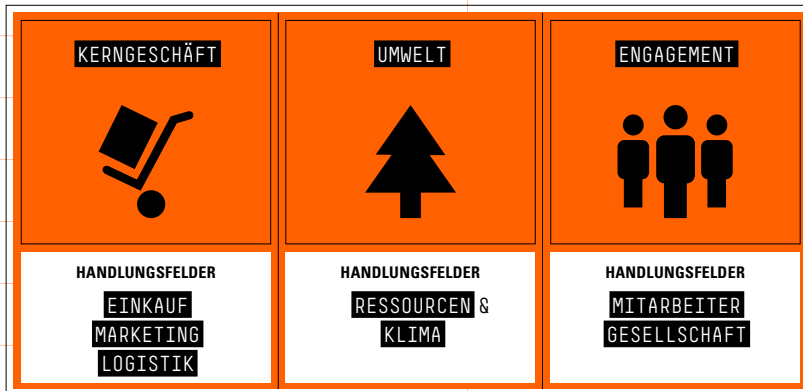 KERNGESCHÄFT
HANDLUNGSFELDER
EINKAUF
MARKETING
LOGISTIK
UMWELT
HANDLUNGSFELDER
RESSOURCEN &
KLIMA
ENGAGEMENT
HANDLUNGSFELDER
MITARBEITER
GESELLSCHAFT